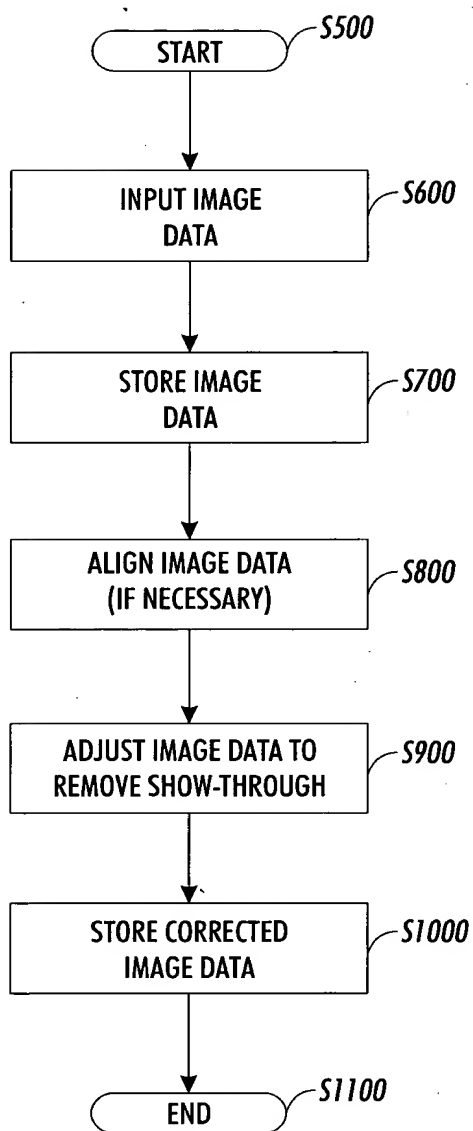 START
S500
INPUT IMAGE
DATA
S600
STORE IMAGE
DATA
S700
ALIGN IMAGE DATA
(IF NECESSARY)
S800
ADJUST IMAGE DATA TO
REMOVE SHOW-THROUGH
S900
STORE CORRECTED
IMAGE DATA
S1000
END
S1100